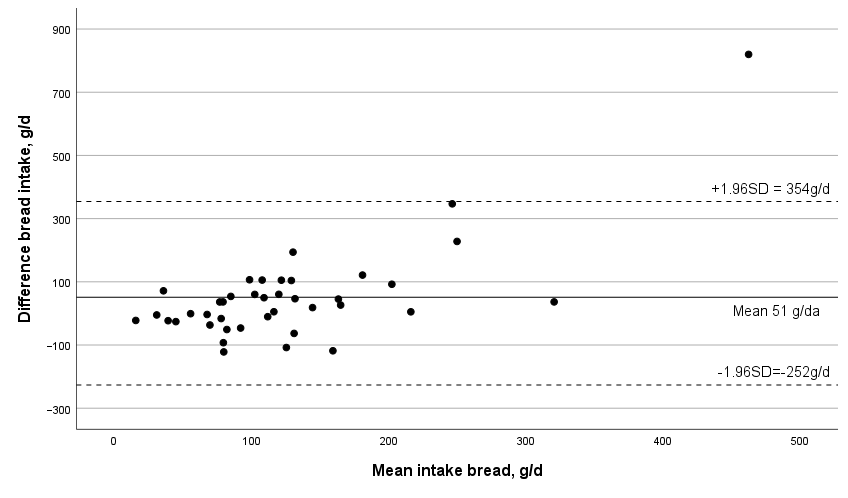 900
700
500
300
100
−100
−300
Difference bread intake, g/d
+1.96SD = 354g/d
Mean 51 g/da
-1.96SD=-252g/d
0 100 200 300 400 500
Mean intake bread, g/d